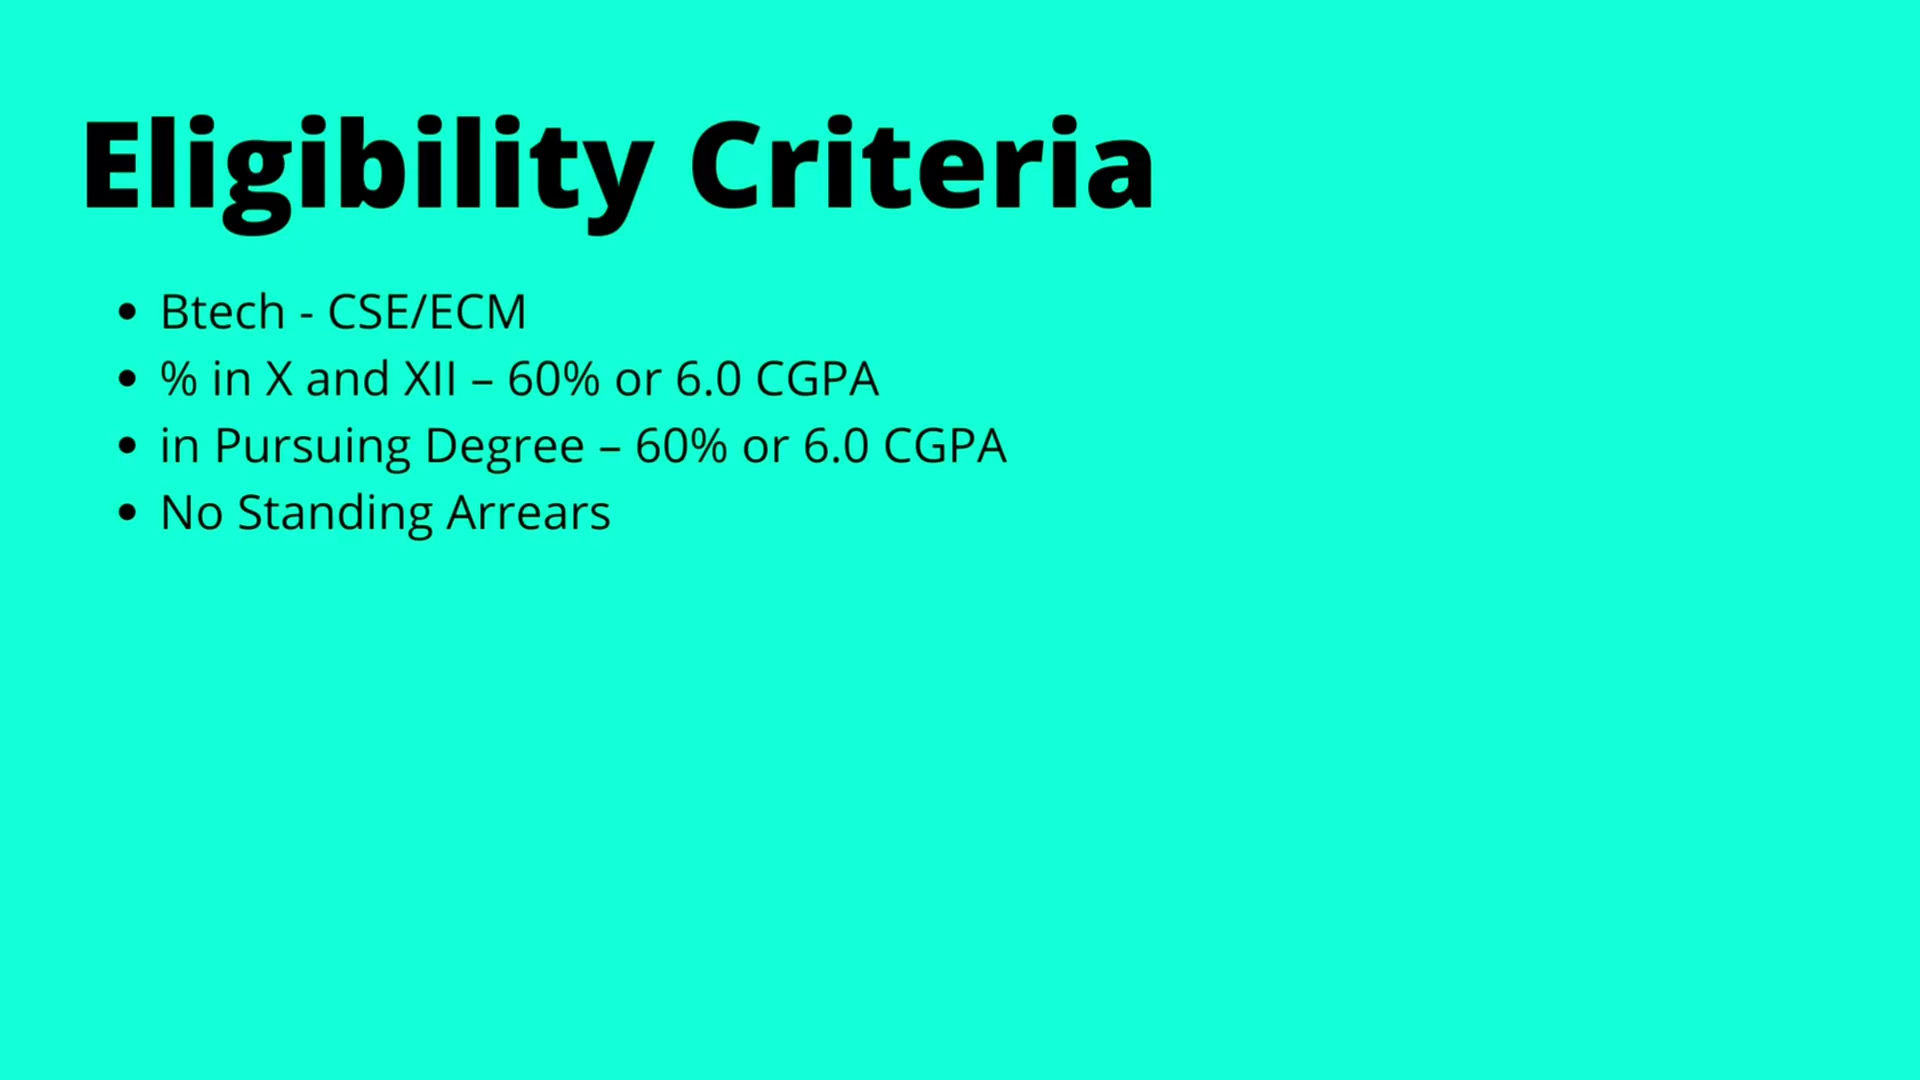 Eligibility Criteria
• Btech - CSE/ECM
• % in X and XII – 60% or 6.0 CGPA
• in Pursuing Degree – 60% or 6.0 CGPA
• No Standing Arrears